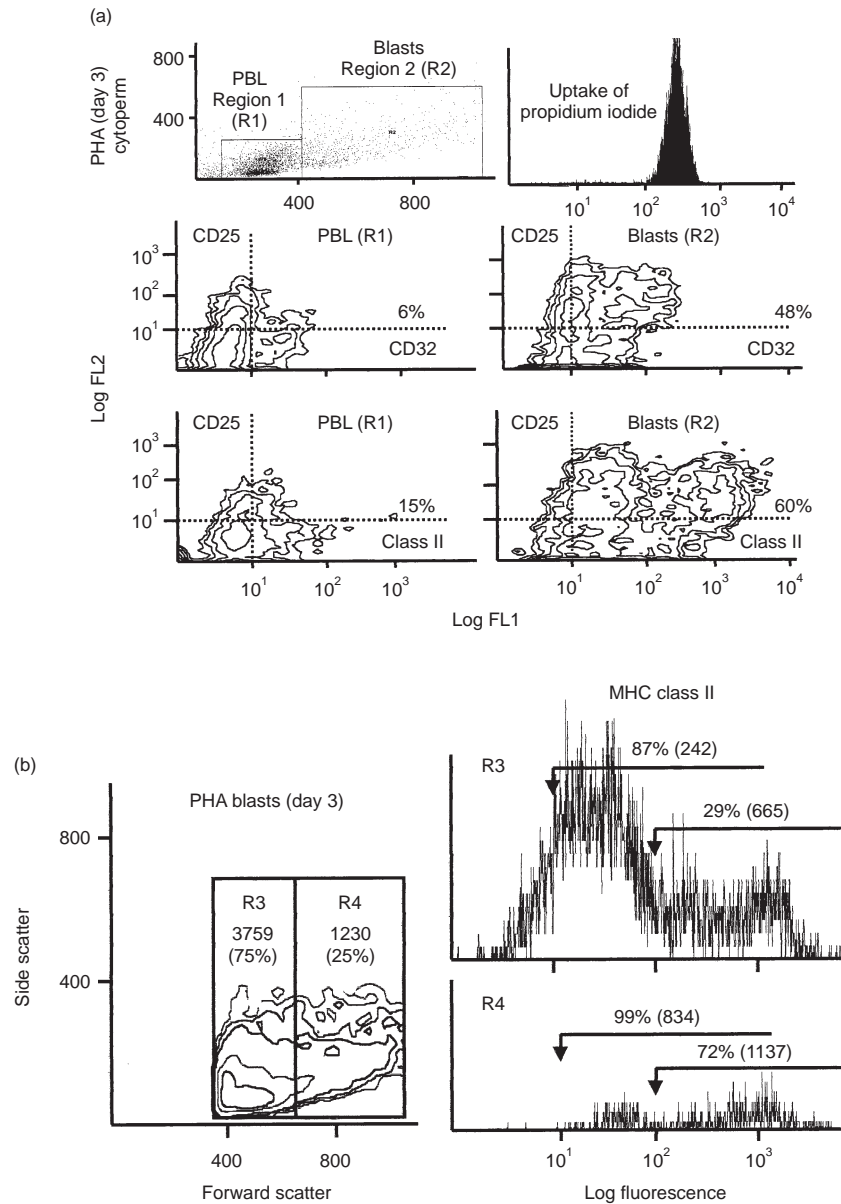 (a)
PHA (day 3)
cytoperm
800
400
PBL
Region 1
(R1)
Blasts
Region 2 (R2)
R2
400
800
Uptake of
propidium iodide
10^1
10^2
10^3
10^4
Log FL2
CD25
PBL (R1)
10^3
10^2
10^1
6%
CD32
CD25
Blasts (R2)
48%
CD32
CD25
PBL (R1)
10^3
10^2
10^1
15%
Class II
10^1
10^2
10^3
CD25
Blasts (R2)
60%
Class II
10^1
10^2
10^3
10^4
Log FL1
(b)
PHA blasts (day 3)
Side scatter
800
400
R3
3759
(75%)
R4
1230
(25%)
400
800
Forward scatter
MHC class II
R3
87% (242)
29% (665)
R4
99% (834)
72% (1137)
10^1
10^2
10^3
Log fluorescence